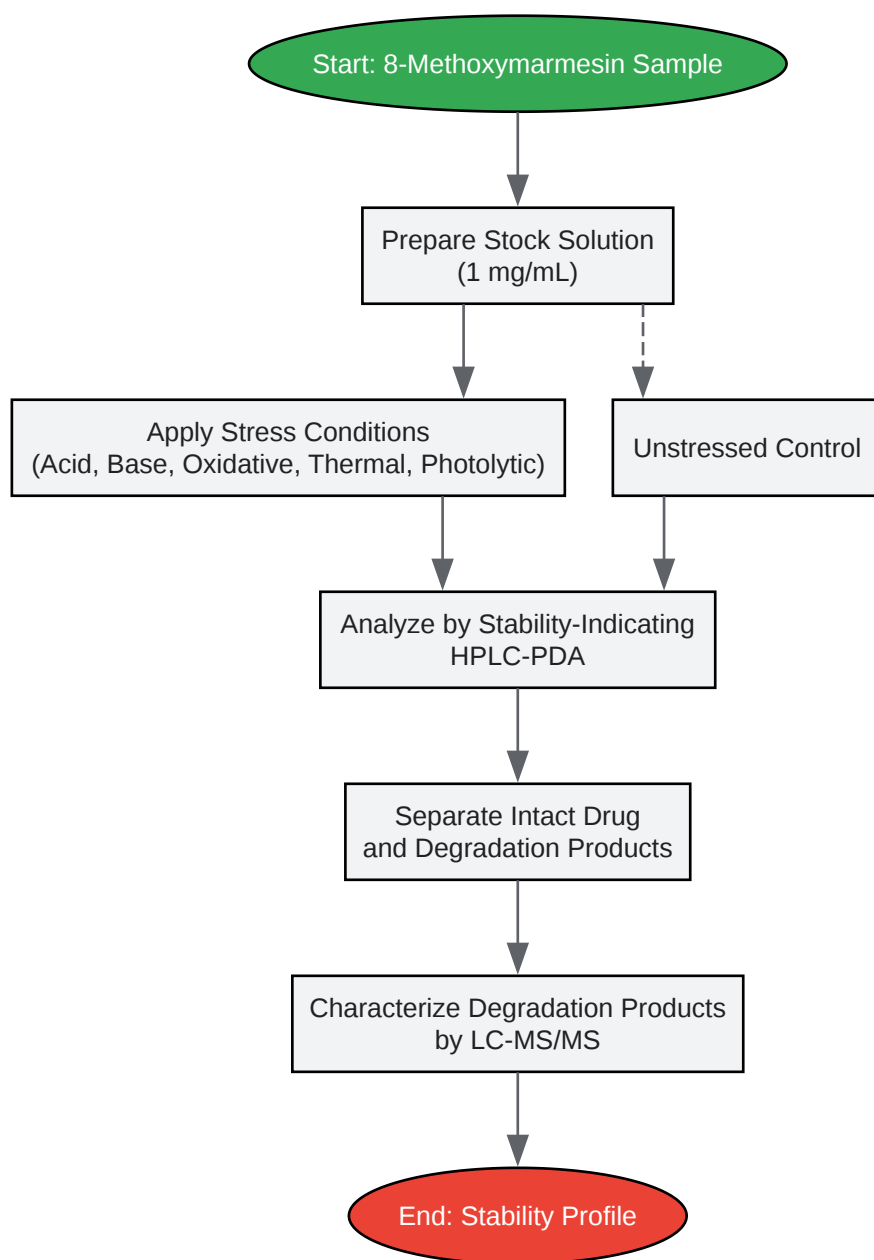 Start: 8-Methoxymarmesin Sample
Prepare Stock Solution
(1 mg/mL)
Apply Stress Conditions
(Acid, Base, Oxidative, Thermal, Photolytic)
Unstressed Control
Analyze by Stability-Indicating
HPLC-PDA
Separate Intact Drug
and Degradation Products
Characterize Degradation Products
by LC-MS/MS
End: Stability Profile